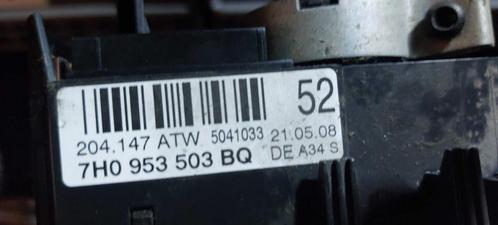 52
204.147 ATW 5041033 21.05.08
7H0 953 503 BQ DE A34 S